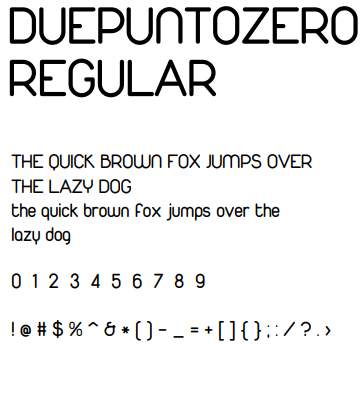 DUEPUNTOZERO
REGULAR
THE QUICK BROWN FOX JUMPS OVER
THE LAZY DOG
the quick brown fox jumps over the
lazy dog
0 1 2 3 4 5 6 7 8 9
! @ # $ % ^ & * ( ) - _ = + [ ] { } ; : / ? . ›